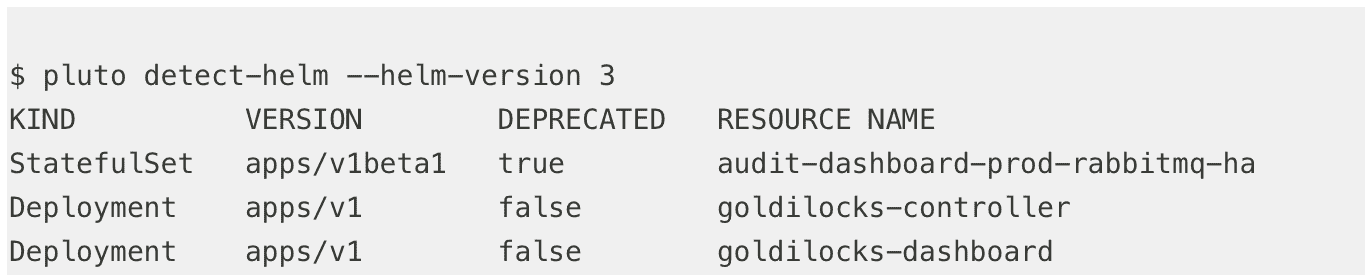 $ pluto detect-helm --helm-version 3
KIND VERSION DEPRECATED RESOURCE NAME
StatefulSet apps/v1beta1 true audit-dashboard-prod-rabbitmq-ha
Deployment apps/v1 false goldilocks-controller
Deployment apps/v1 false goldilocks-dashboard